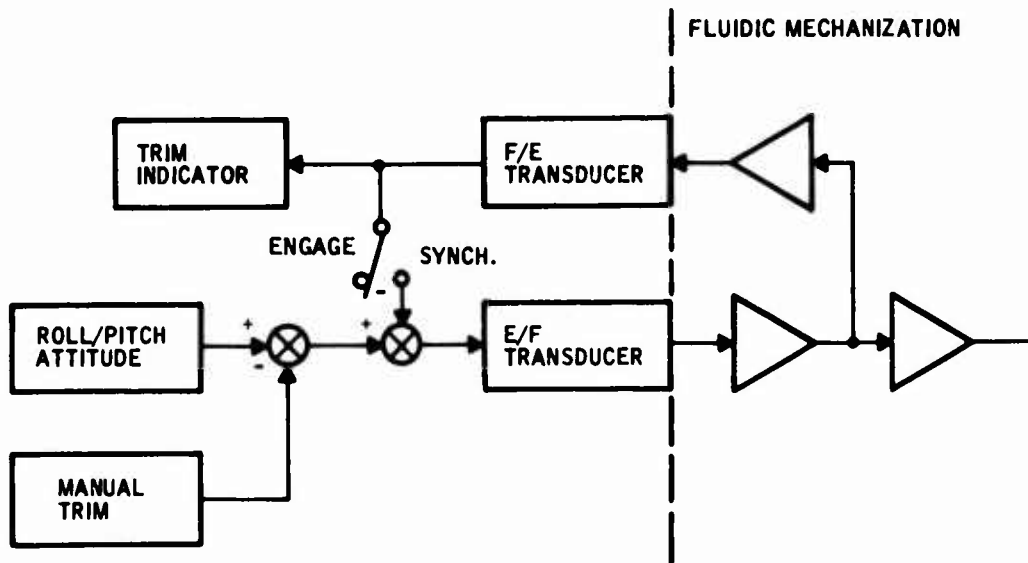 FLUIDIC MECHANIZATION
TRIM
INDICATOR
F/E
TRANSDUCER
ENGAGE
SYNCH.
-
ROLL/PITCH
ATTITUDE
+
-
+
E/F
TRANSDUCER
MANUAL
TRIM